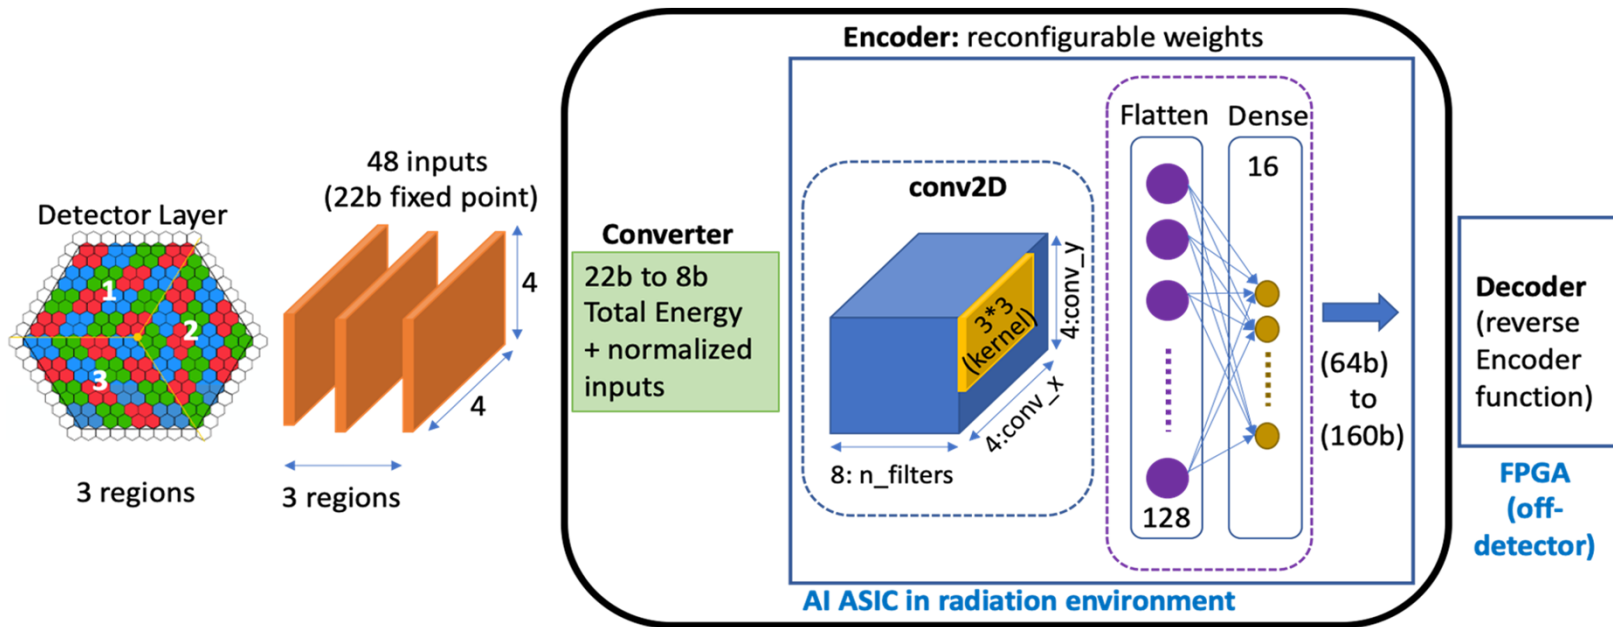 Detector Layer
1
2
3
3 regions
48 inputs
(22b fixed point)
4
4
3 regions
Converter
22b to 8b
Total Energy
+ normalized
inputs
Encoder: reconfigurable weights
conv2D
3*3
(kernel)
4:conv_y
4:conv_x
8: n_filters
Flatten
128
Dense
16
(64b)
to
(160b)
AI ASIC in radiation environment
Decoder
(reverse
Encoder
function)
FPGA
(off-
detector)